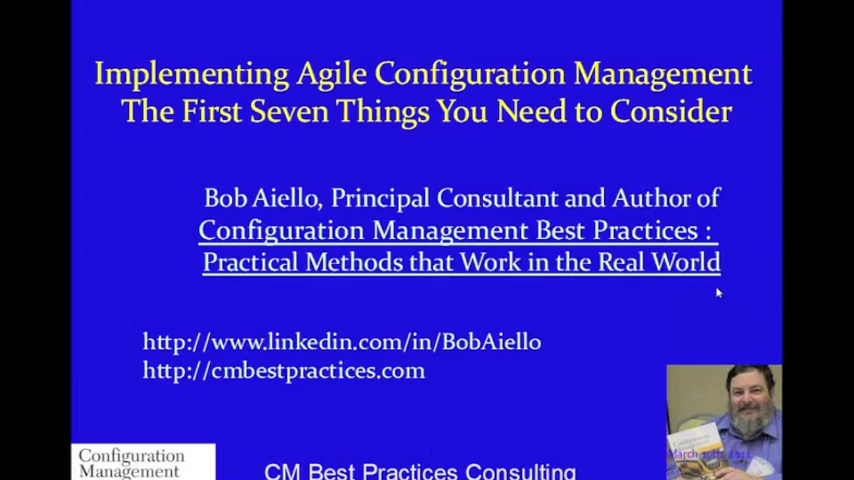 Implementing Agile Configuration Management
The First Seven Things You Need to Consider
Bob Aiello, Principal Consultant and Author of
Configuration Management Best Practices :
Practical Methods that Work in the Real World
http://www.linkedin.com/in/BobAiello
http://cmbestpractices.com
Configuration
Management
CM Best Practices Consulting
March